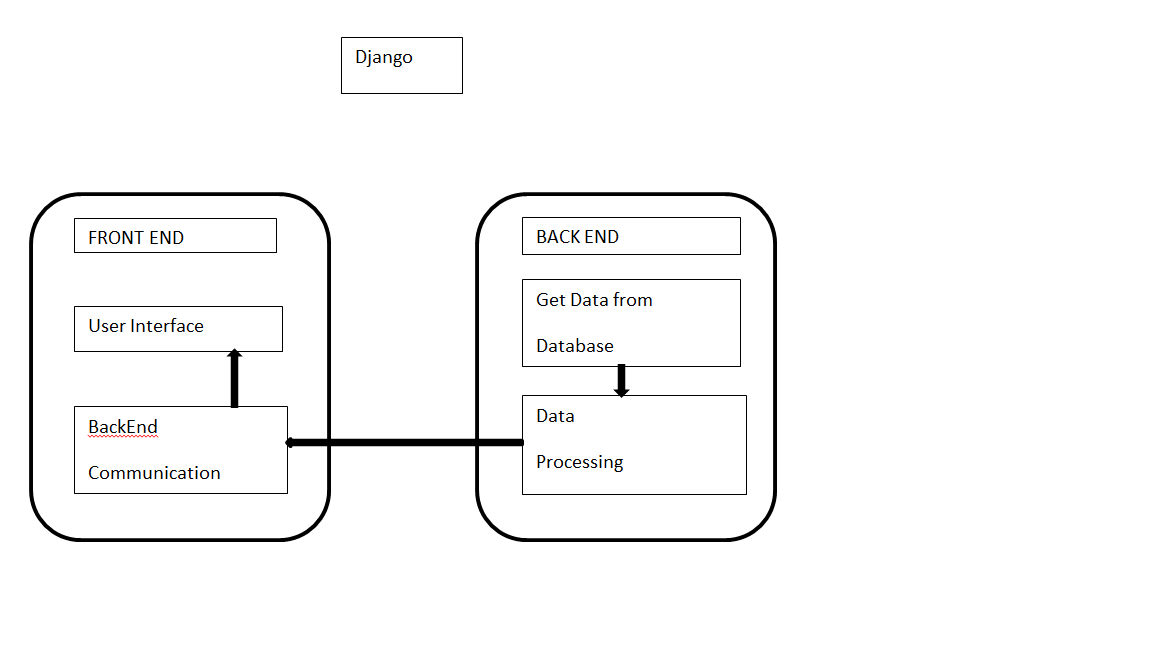 Django
FRONT END
User Interface
BackEnd
Communication
BACK END
Get Data from
Database
Data
Processing